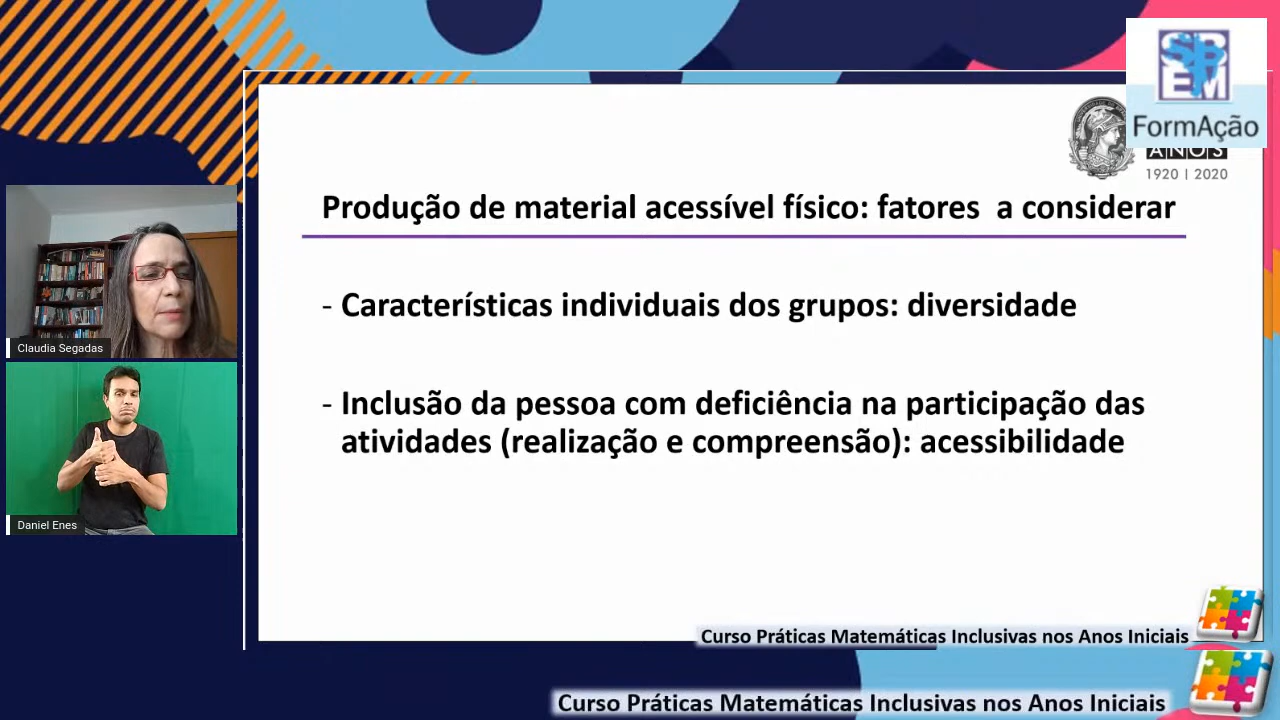 SBEM
FormAção
ANOS
1920 | 2020
Produção de material acessível físico: fatores a considerar
- Características individuais dos grupos: diversidade
- Inclusão da pessoa com deficiência na participação das
atividades (realização e compreensão): acessibilidade
Claudia Segadas
Daniel Enes
Curso Práticas Matemáticas Inclusivas nos Anos Iniciais
Curso Práticas Matemáticas Inclusivas nos Anos Iniciais